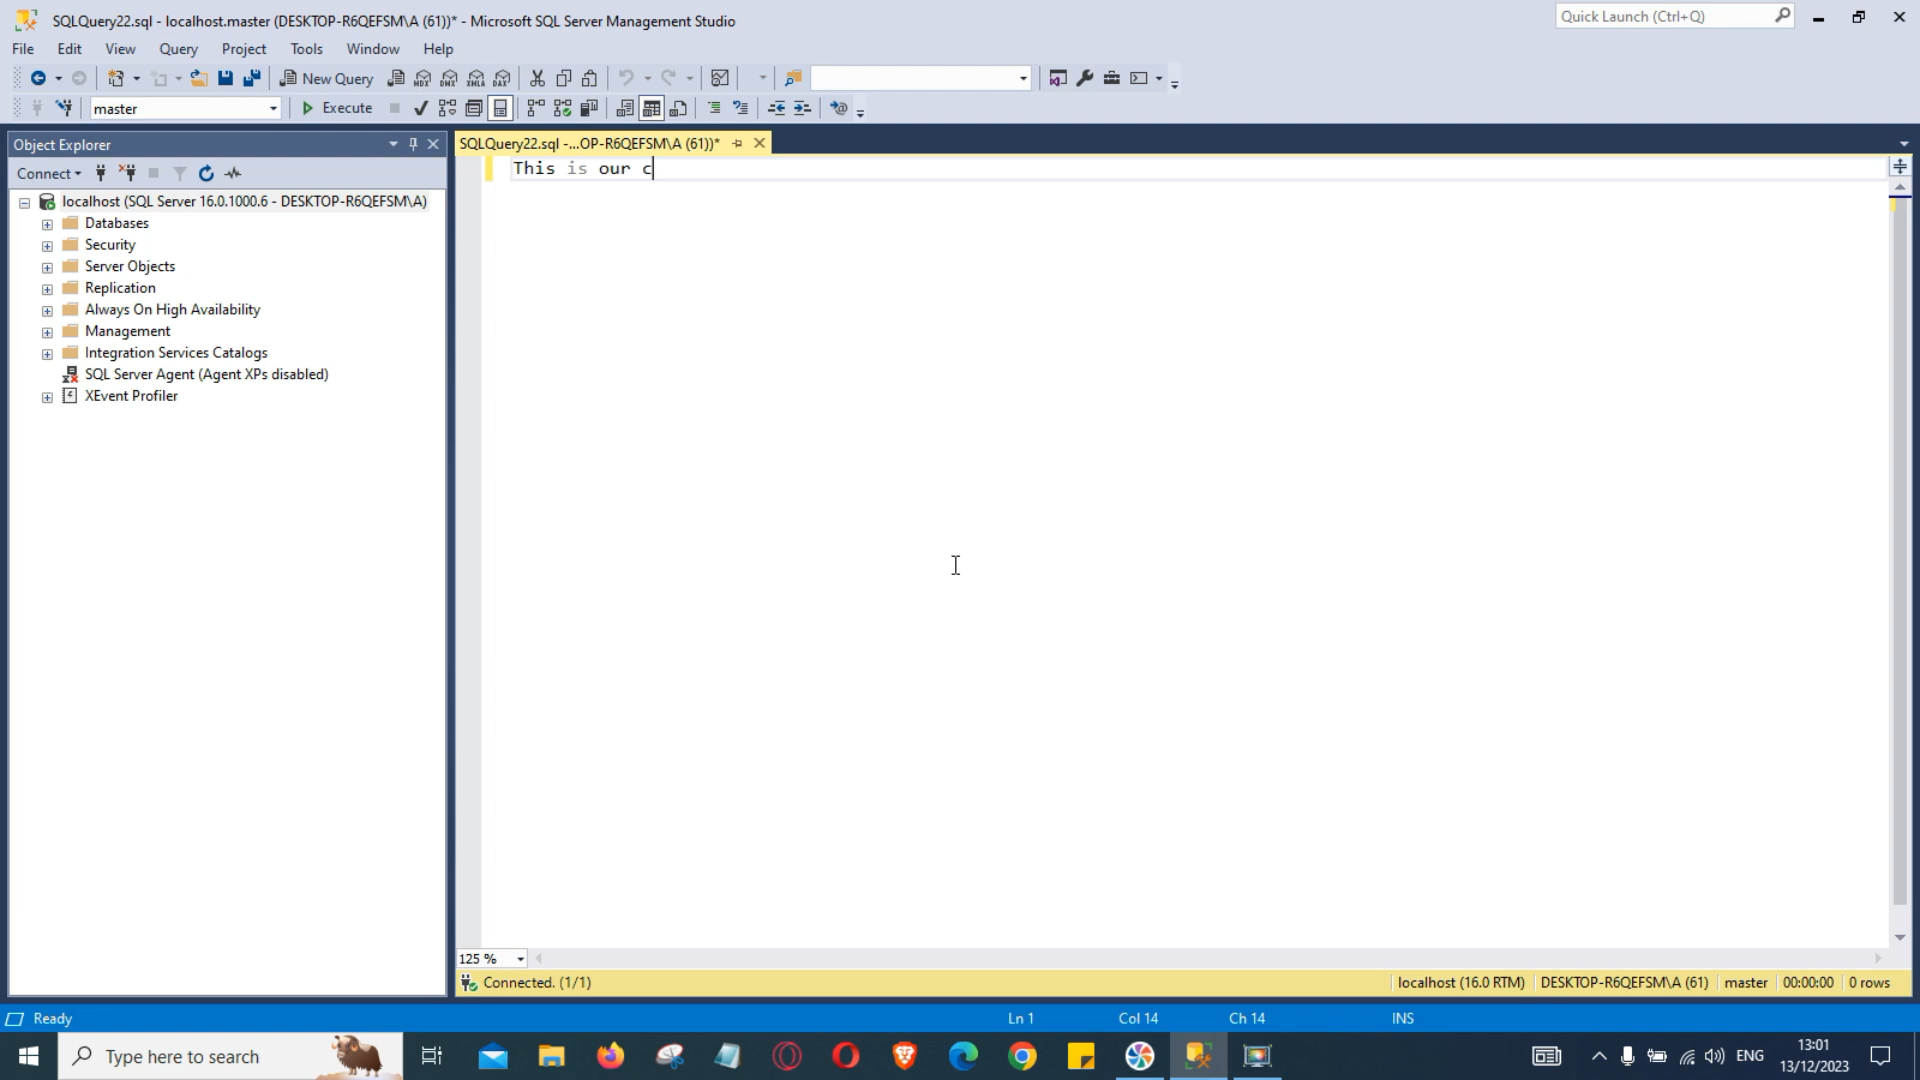 SQLQuery22.sql - localhost.master (DESKTOP-R6QEFSM\A (61))* - Microsoft SQL Server Management Studio
Quick Launch (Ctrl+Q)
File Edit View Query Project Tools Window Help
New Query MDX DMX XMLA DAX
master Execute
Object Explorer
SQLQuery22.sql -...OP-R6QEFSM\A (61))*
Connect
This is our c
localhost (SQL Server 16.0.1000.6 - DESKTOP-R6QEFSM\A)
Databases
Security
Server Objects
Replication
Always On High Availability
Management
Integration Services Catalogs
SQL Server Agent (Agent XPs disabled)
XEvent Profiler
125 %
Connected. (1/1) localhost (16.0 RTM) DESKTOP-R6QEFSM\A (61) master 00:00:00 0 rows
Ready Ln 1 Col 14 Ch 14 INS
Type here to search
ENG
13:01
13/12/2023